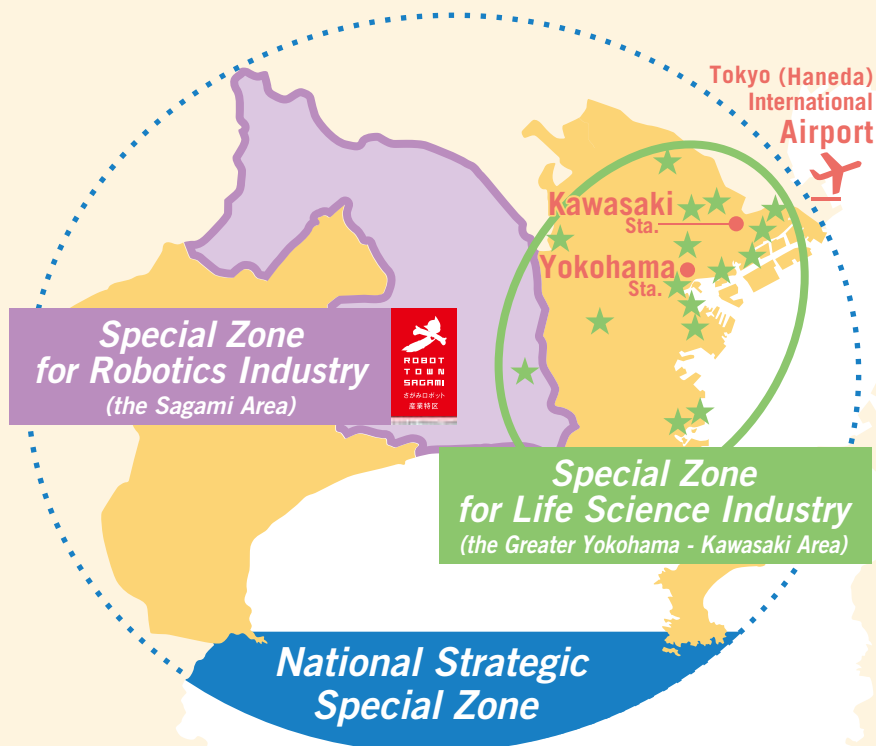 Tokyo (Haneda)
International
Airport
Kawasaki
Sta.
Yokohama
Sta.
Special Zone
for Robotics Industry
(the Sagami Area)
ROBOT
TOWN
SAGAMI
さがみロボット
産業特区
Special Zone
for Life Science Industry
(the Greater Yokohama - Kawasaki Area)
National Strategic
Special Zone